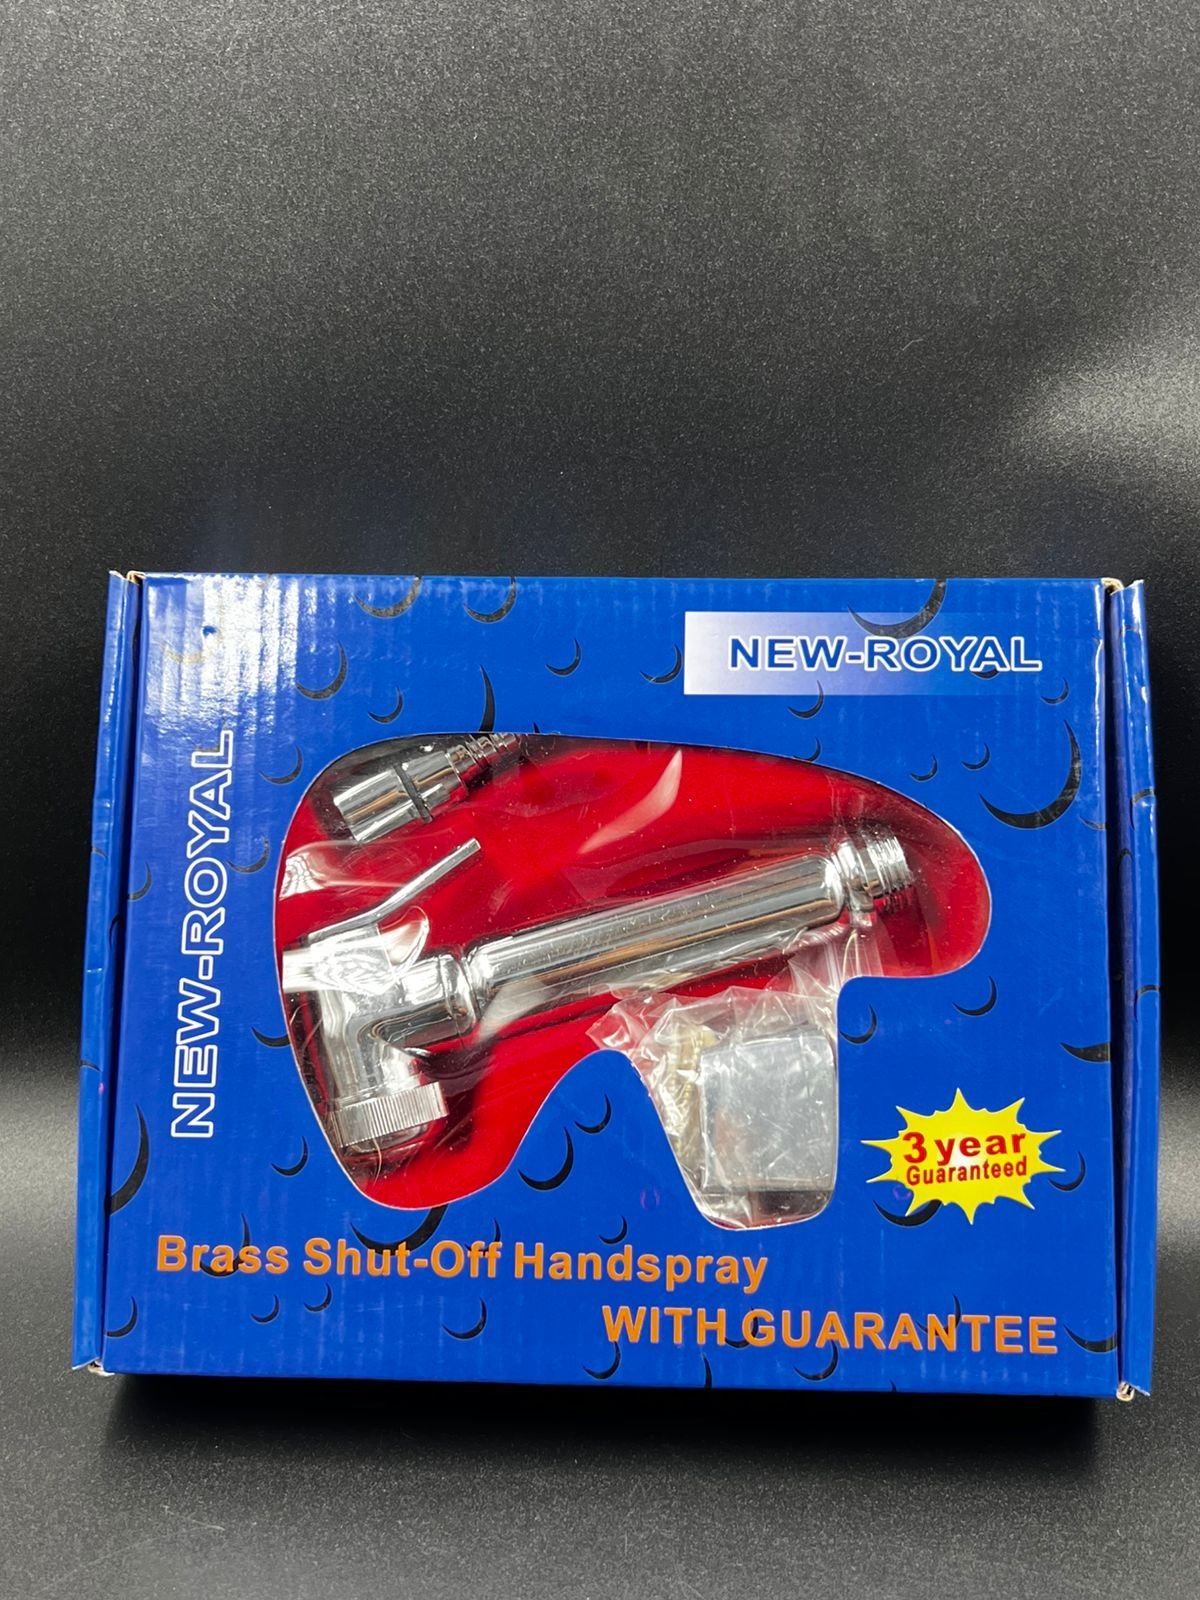 NEW-ROYAL
NEW-ROYAL
3 year
Guaranteed
Brass Shut-Off Handspray
WITH GUARANTEE